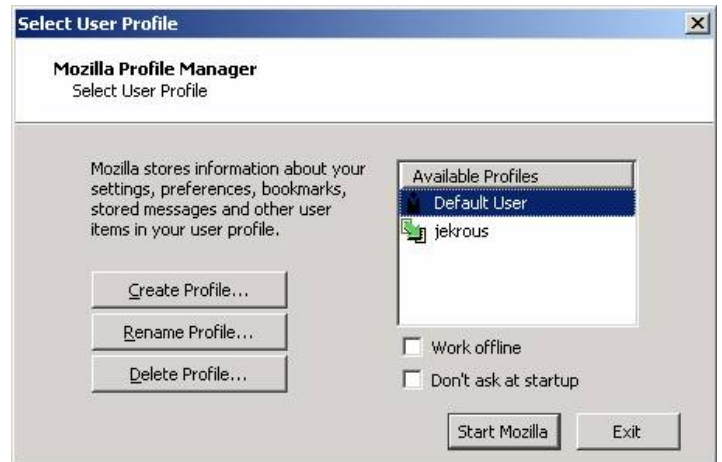 Select User Profile
Mozilla Profile Manager
Select User Profile
Mozilla stores information about your
settings, preferences, bookmarks,
stored messages and other user
items in your user profile.
Create Profile...
Rename Profile...
Delete Profile...
Available Profiles
Default User
jekrous
Work offline
Don't ask at startup
Start Mozilla
Exit